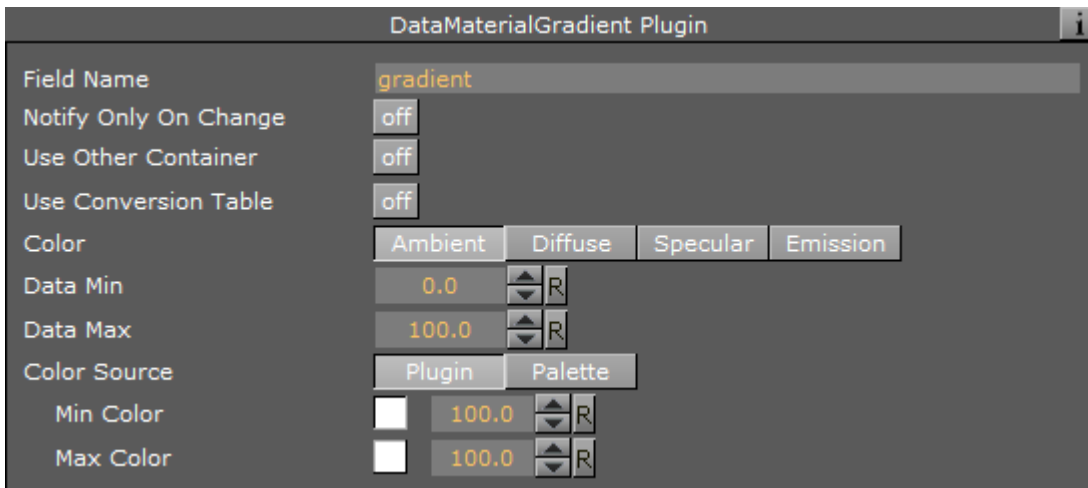 DataMaterialGradient Plugin i
Field Name gradient
Notify Only On Change off
Use Other Container off
Use Conversion Table off
Color Ambient Diffuse Specular Emission
Data Min 0.0 R
Data Max 100.0 R
Color Source Plugin Palette
Min Color 100.0 R
Max Color 100.0 R